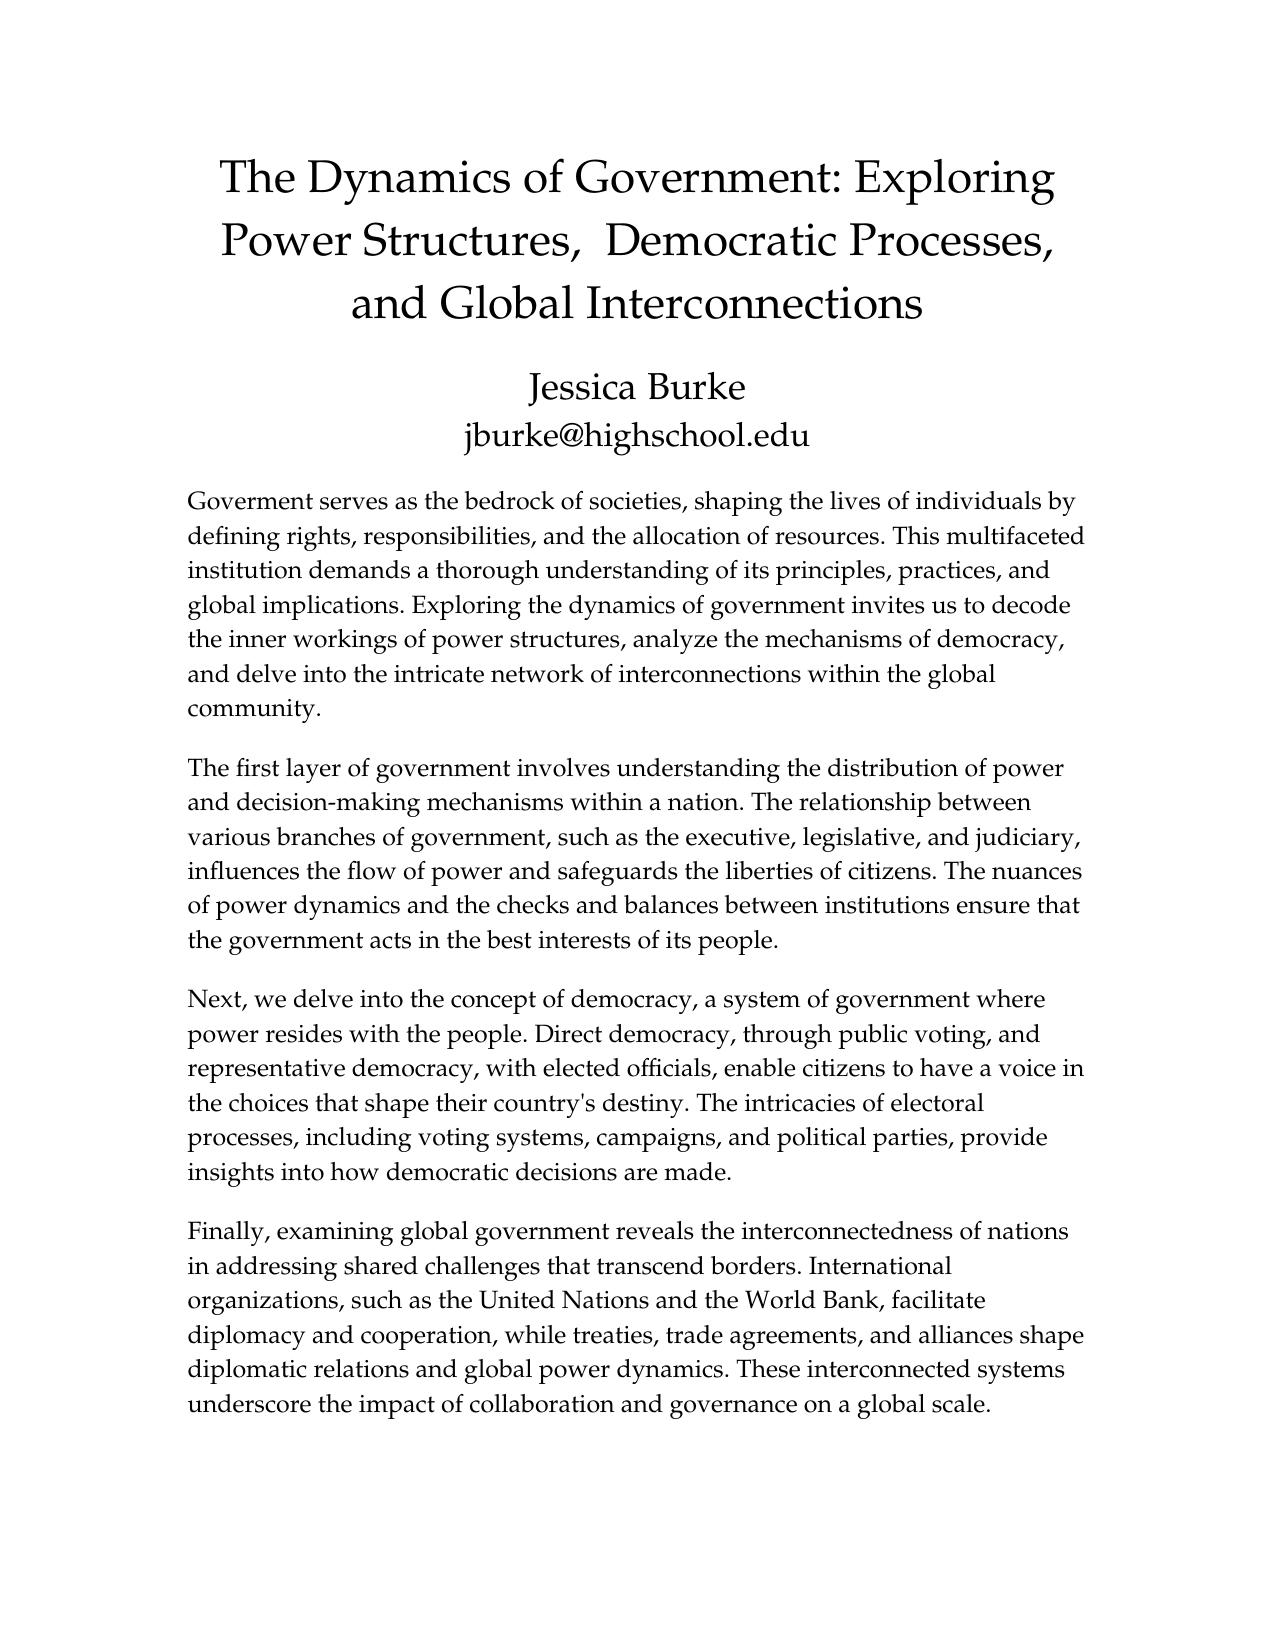 The Dynamics of Government: Exploring
Power Structures,  Democratic Processes,
and Global Interconnections
Jessica Burke
jburke@highschool.edu
Goverment serves as the bedrock of societies, shaping the lives of individuals by
defining rights, responsibilities, and the allocation of resources. This multifaceted
institution demands a thorough understanding of its principles, practices, and
global implications. Exploring the dynamics of government invites us to decode
the inner workings of power structures, analyze the mechanisms of democracy,
and delve into the intricate network of interconnections within the global
community.
The first layer of government involves understanding the distribution of power
and decision-making mechanisms within a nation. The relationship between
various branches of government, such as the executive, legislative, and judiciary,
influences the flow of power and safeguards the liberties of citizens. The nuances
of power dynamics and the checks and balances between institutions ensure that
the government acts in the best interests of its people.
Next, we delve into the concept of democracy, a system of government where
power resides with the people. Direct democracy, through public voting, and
representative democracy, with elected officials, enable citizens to have a voice in
the choices that shape their country's destiny. The intricacies of electoral
processes, including voting systems, campaigns, and political parties, provide
insights into how democratic decisions are made.
Finally, examining global government reveals the interconnectedness of nations
in addressing shared challenges that transcend borders. International
organizations, such as the United Nations and the World Bank, facilitate
diplomacy and cooperation, while treaties, trade agreements, and alliances shape
diplomatic relations and global power dynamics. These interconnected systems
underscore the impact of collaboration and governance on a global scale.